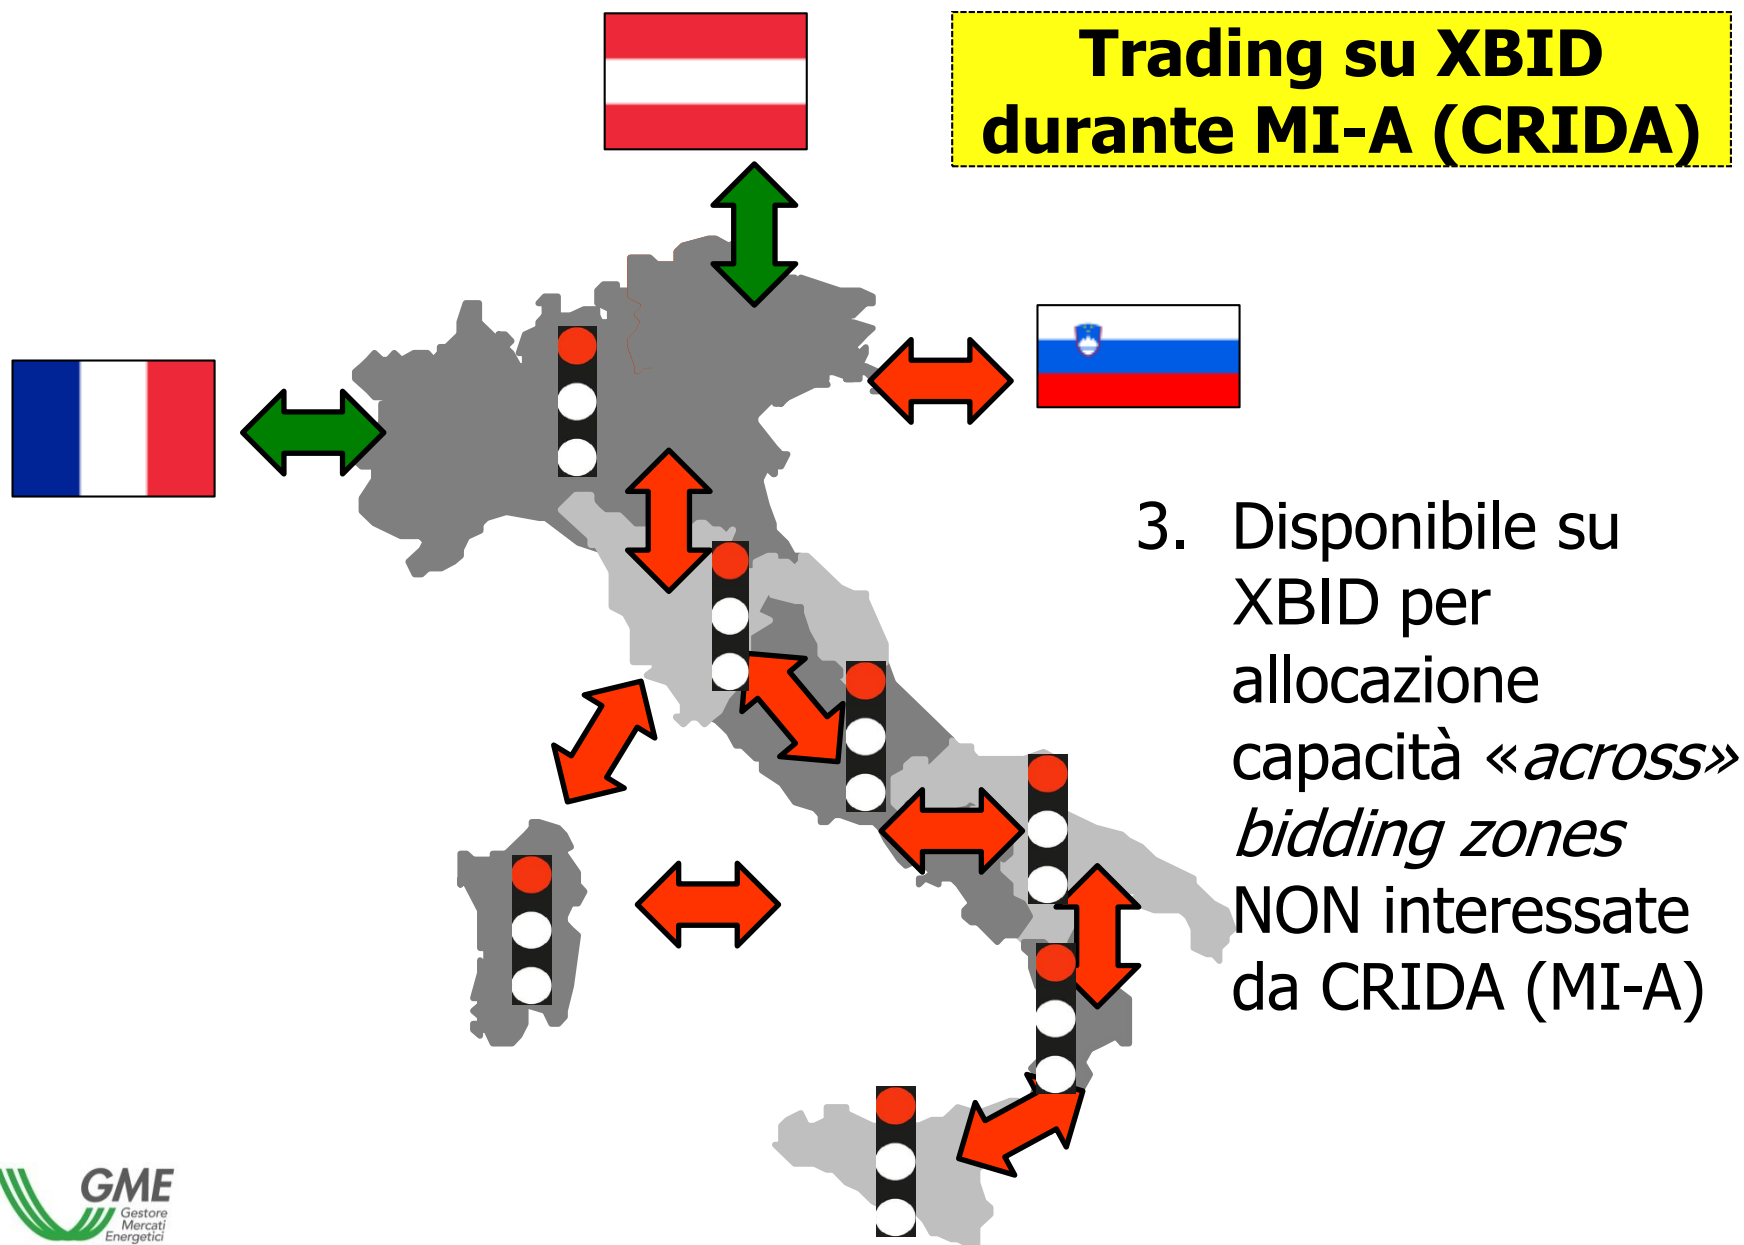 Trading su XBID
durante MI-A (CRIDA)
3. Disponibile su
XBID per
allocazione
capacità «across»
bidding zones
NON interessate
da CRIDA (MI-A)
GME
Gestore
Mercati
Energetici